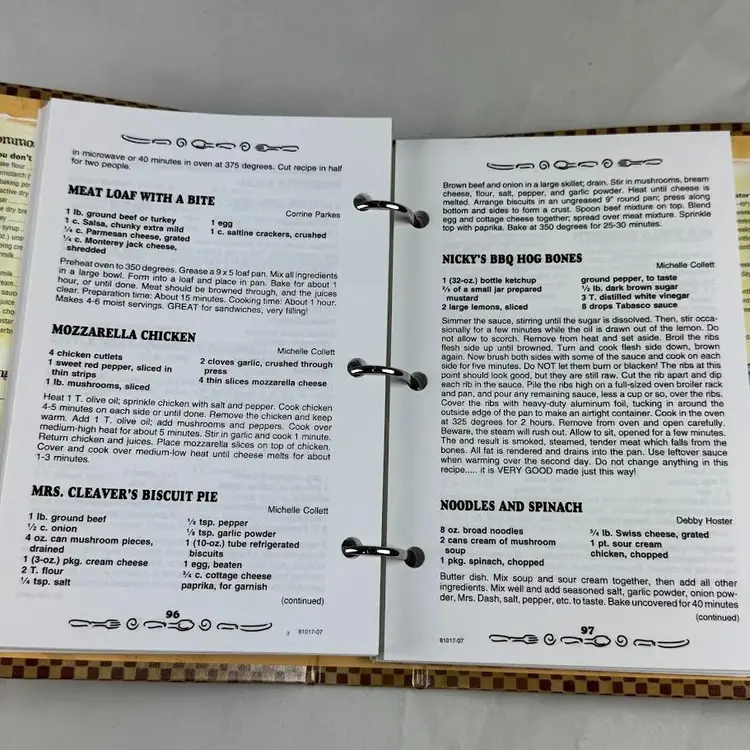 in microwave or 40 minutes in oven at 375 degrees. Cut recipe in half
for two people.
MEAT LOAF WITH A BITE
Corrine Parkes
1 lb. ground beef or turkey
1 c. Salsa, chunky extra mild
¼ c. Parmesan cheese, grated
¼ c. Monterey jack cheese,
shredded
1 egg
1 c. saltine crackers, crushed
Preheat oven to 350 degrees. Grease a 9 x 5 loaf pan. Mix all ingredients
in a large bowl. Form into a loaf and place in pan. Bake for about 1
hour, or until done. Meat should be browned through, and the juices
clear. Preparation time: About 15 minutes. Cooking time: About 1 hour.
Makes 4-6 moist servings. GREAT for sandwiches, very filling!
MOZZARELLA CHICKEN
Michelle Collett
4 chicken cutlets
1 sweet red pepper, sliced in
thin strips
1 lb. mushrooms, sliced
2 cloves garlic, crushed through
press
4 thin slices mozzarella cheese
Heat 1 T. olive oil; sprinkle chicken with salt and pepper. Cook chicken
4-5 minutes on each side or until done. Remove the chicken and keep
warm. Add 1 T. olive oil; add mushrooms and peppers. Cook over
medium-high heat for about 5 minutes. Stir in garlic and cook 1 minute.
Return chicken and juices. Place mozzarella slices on top of chicken.
Cover and cook over medium-low heat until cheese melts for about
1-3 minutes.
MRS. CLEAVER'S BISCUIT PIE
Michelle Collett
1 lb. ground beef
½ c. onion
4 oz. can mushroom pieces,
drained
1 (3-oz.) pkg. cream cheese
2 T. flour
¼ tsp. salt
⅛ tsp. pepper
⅛ tsp. garlic powder
1 (10-oz.) tube refrigerated
biscuits
1 egg, beaten
¾ c. cottage cheese
paprika, for garnish
(continued)
96
81017-07
Brown beef and onion in a large skillet; drain. Stir in mushrooms, bream
cheese, flour, salt, pepper, and garlic powder. Heat until cheese is
melted. Arrange biscuits in an ungreased 9" round pan; press along
bottom and sides to form a crust. Spoon beef mixture on top. Blend
egg and cottage cheese together; spread over meat mixture. Sprinkle
top with paprika. Bake at 350 degrees for 25-30 minutes.
NICKY'S BBQ HOG BONES
Michelle Collett
1 (32-oz.) bottle ketchup
⅔ of a small jar prepared
mustard
2 large lemons, sliced
ground pepper, to taste
½ lb. dark brown sugar
3 T. distilled white vinegar
8 drops Tabasco sauce
Simmer the sauce, stirring until the sugar is dissolved. Then, stir occa-
sionally for a few minutes while the oil is drawn out of the lemon. Do
not allow to scorch. Remove from heat and set aside. Broil the ribs
flesh side up until browned. Turn and cook flesh side down, brown
again. Now brush both sides with some of the sauce and cook on each
side for five minutes. Do NOT let them burn or blacken! The ribs at this
point should look good, but they are still raw. Cut the rib apart and dip
each rib in the sauce. Pile the ribs high on a full-sized oven broiler rack
and pan, and pour any remaining sauce, less a cup or so, over the ribs.
Cover the ribs with heavy-duty aluminum foil, tucking in around the
outside edge of the pan to make an airtight container. Cook in the oven
at 325 degrees for 2 hours. Remove from oven and open carefully.
Beware, the steam will rush out. Allow to sit, opened for a few minutes.
The end result is smoked, steamed, tender meat which falls from the
bones. All fat is rendered and drains into the pan. Use leftover sauce
when warming over the second day. Do not change anything in this
recipe..... it is VERY GOOD made just this way!
NOODLES AND SPINACH
Debby Hoster
8 oz. broad noodles
2 cans cream of mushroom
soup
1 pkg. spinach, chopped
¾ lb. Swiss cheese, grated
1 pt. sour cream
chicken, chopped
Butter dish. Mix soup and sour cream together, then add all other
ingredients. Mix well and add seasoned salt, garlic powder, onion pow-
der, Mrs. Dash, salt, pepper, etc. to taste. Bake uncovered for 40 minutes
(continued)
97
81017-07